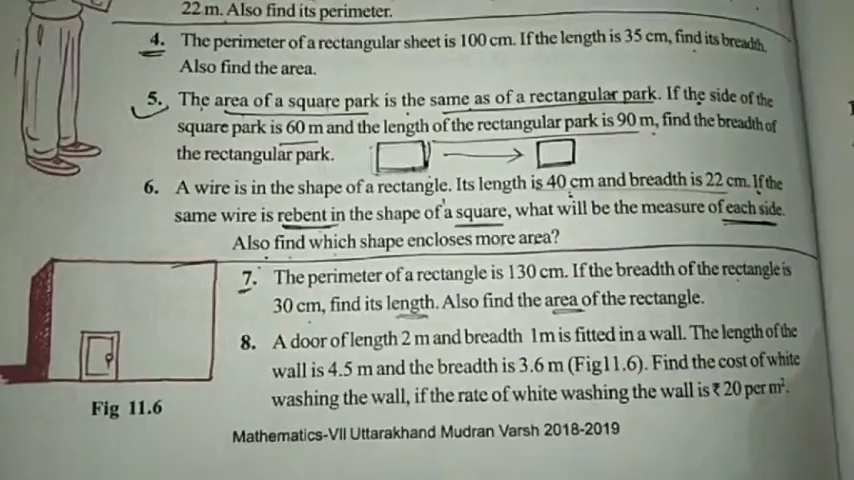 22 m. Also find its perimeter.
4. The perimeter of a rectangular sheet is 100 cm. If the length is 35 cm, find its breadth.
Also find the area.
5. The area of a square park is the same as of a rectangular park. If the side of the
square park is 60 m and the length of the rectangular park is 90 m, find the breadth of
the rectangular park.
6. A wire is in the shape of a rectangle. Its length is 40 cm and breadth is 22 cm. If the
same wire is rebent in the shape of a square, what will be the measure of each side.
Also find which shape encloses more area?
7. The perimeter of a rectangle is 130 cm. If the breadth of the rectangle is
30 cm, find its length. Also find the area of the rectangle.
8. A door of length 2 m and breadth 1m is fitted in a wall. The length of the
wall is 4.5 m and the breadth is 3.6 m (Fig11.6). Find the cost of white
washing the wall, if the rate of white washing the wall is ₹ 20 per m².
Fig 11.6
Mathematics-VII Uttarakhand Mudran Varsh 2018-2019